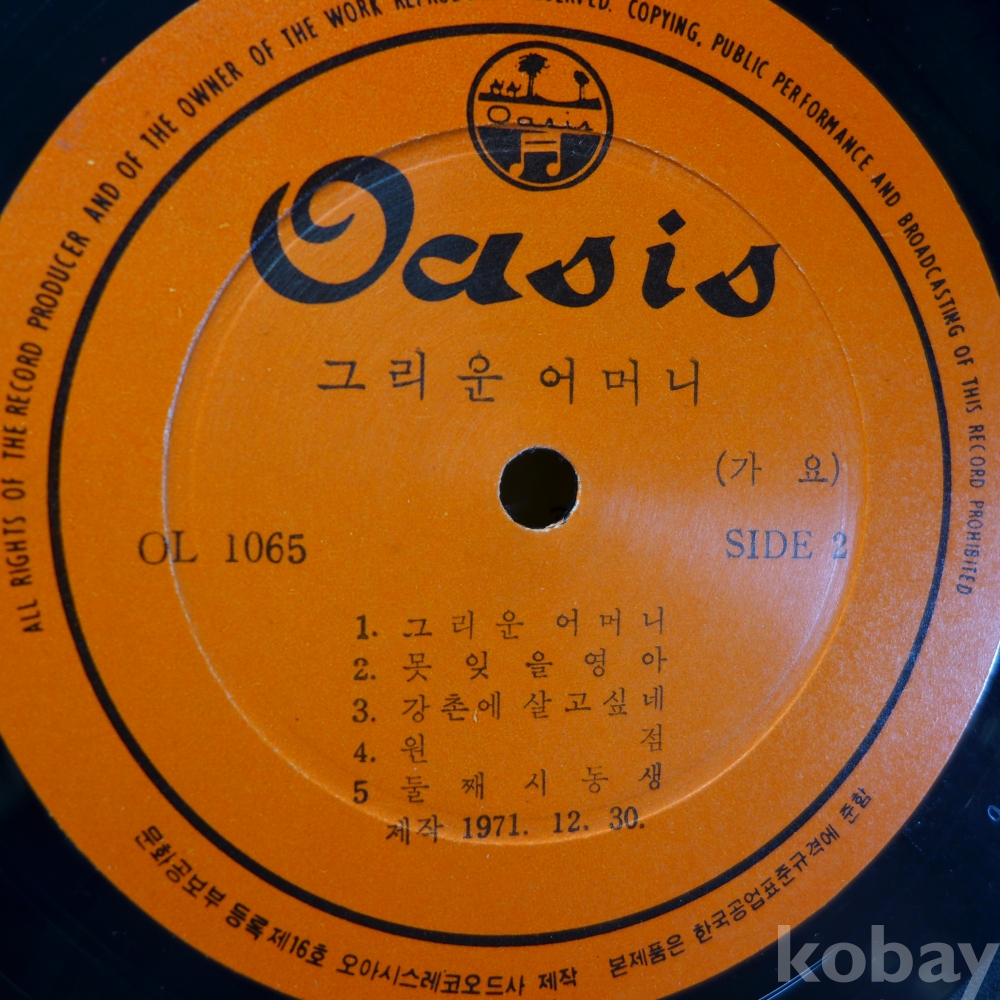 ALL RIGHTS OF THE RECORD PRODUCER AND OF THE OWNER OF THE WORK RESERVED. COPYING, PUBLIC PERFORMANCE AND BROADCASTING OF THIS RECORD PROHIBITED
Oasis
Oasis
그리운 어머니
(가 요)
OL 1065
SIDE 2
1. 그리운 어머니
2. 못 잊 을 영 아
3. 강촌에 살고싶네
4. 원 점
5 둘 째 시 동 생
제작 1971. 12. 30.
문화공보부 등록 제16호 오아시스레코오드사 제작 본제품은 한국공업표준규격에 준함
kobay